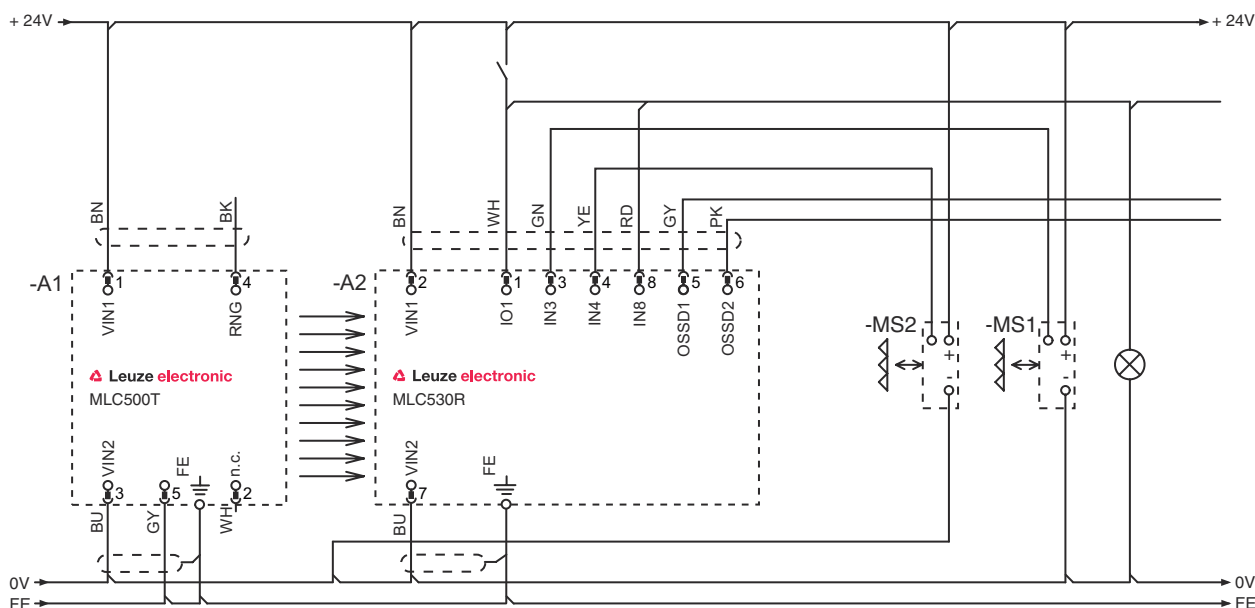 + 24V
+ 24V
BN
BK
BN
WH
GN
YE
RD
GY
PK
-A1
1
4
-A2
2
1
3
4
8
5
6
VIN1
RNG
VIN1
IO1
IN3
IN4
IN8
OSSD1
OSSD2
-MS2
-MS1
+
-
+
-
Leuze electronic
MLC500T
Leuze electronic
MLC530R
VIN2
FE
n.c.
VIN2
FE
3
5
2
7
BU
GY
WH
BU
0V
0V
FE
FE